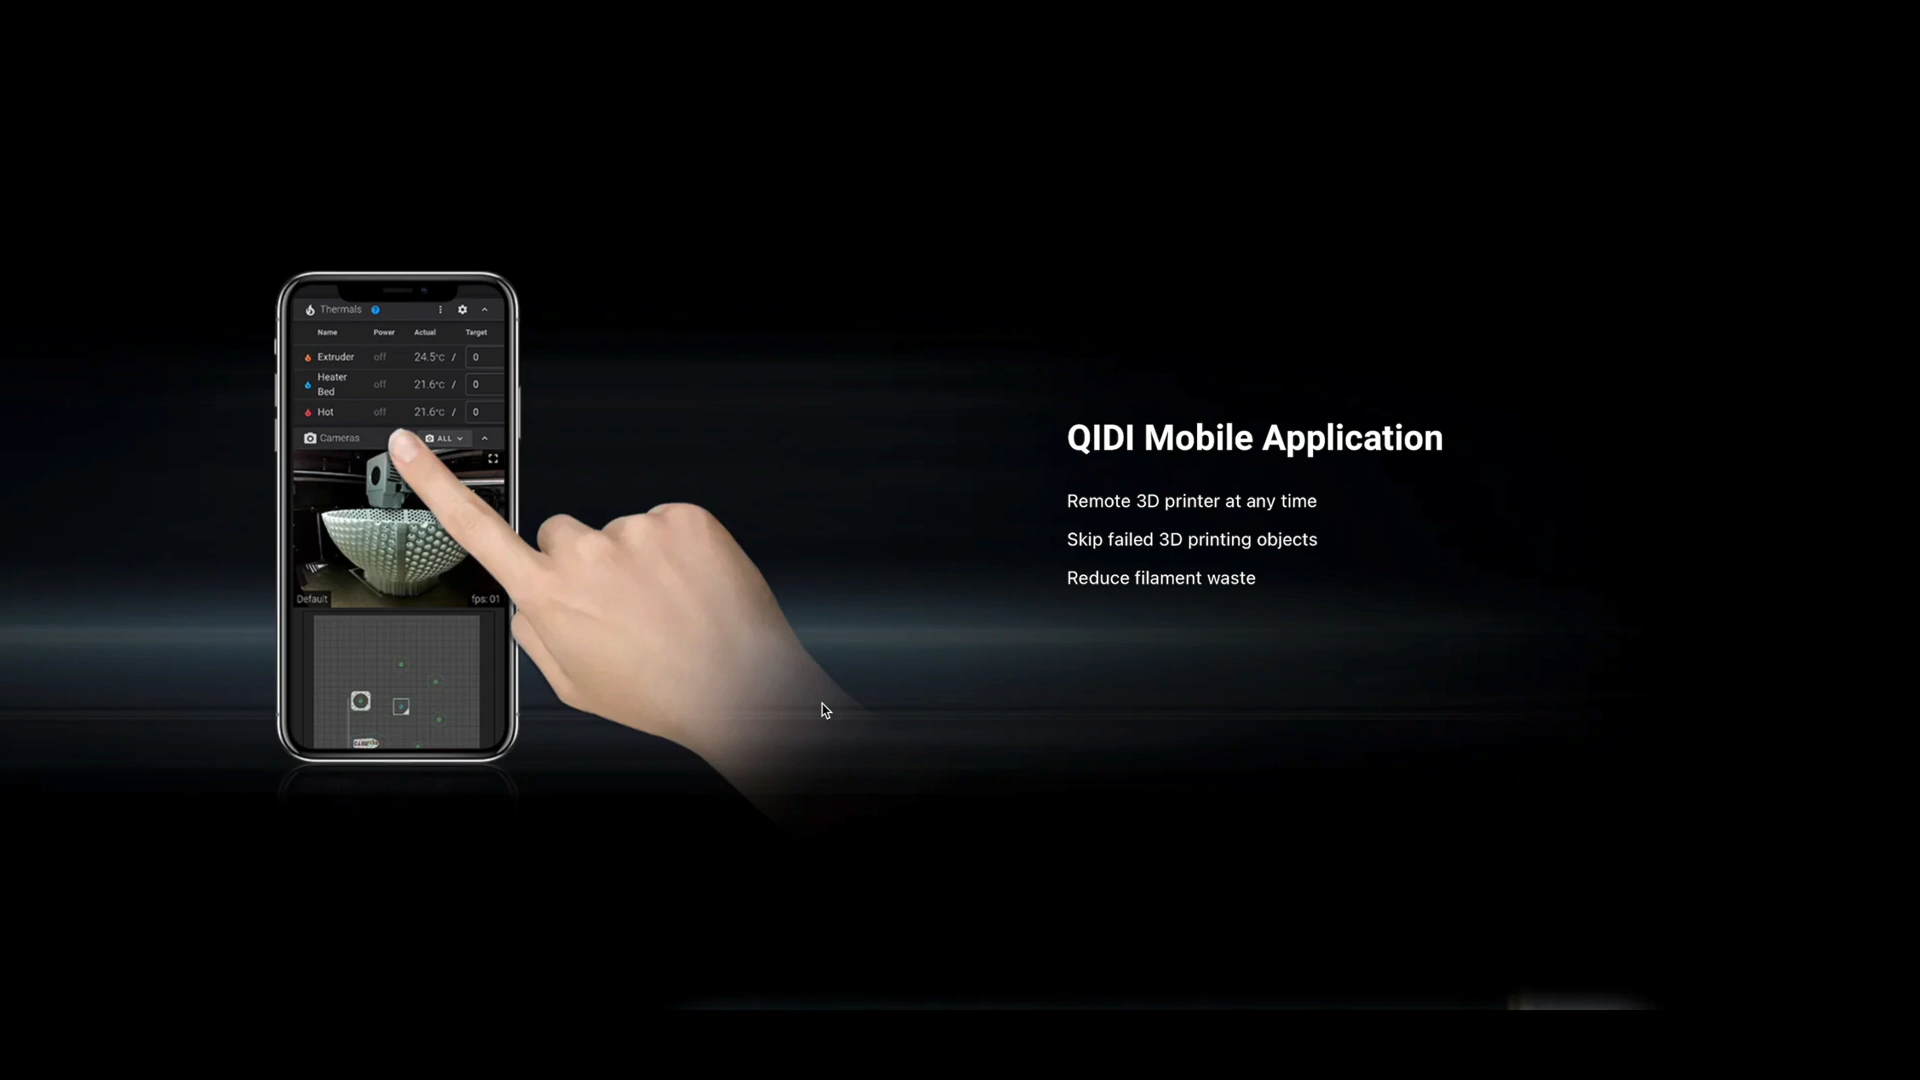 Thermals
Name Power Actual Target
Extruder off 24.5°C / 0
Heater Bed off 21.6°C / 0
Hot off 21.6°C / 0
Cameras ALL
Default fps: 01
QIDI Mobile Application
Remote 3D printer at any time
Skip failed 3D printing objects
Reduce filament waste